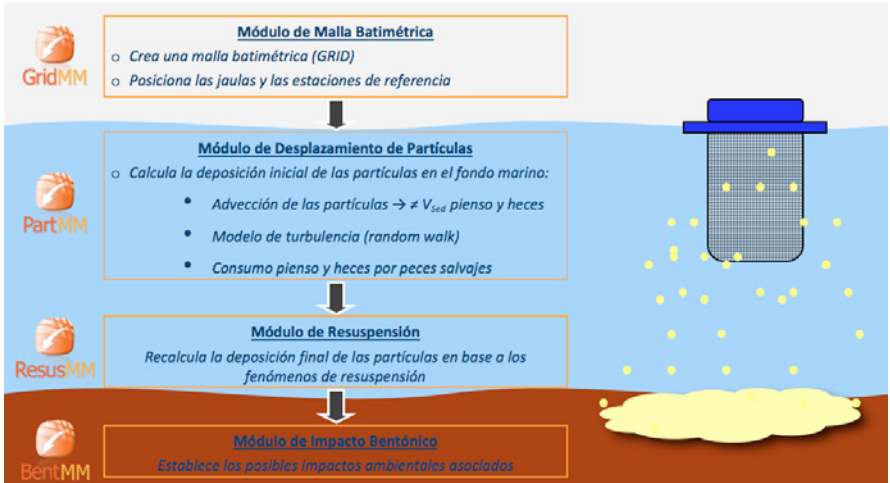 GridMM
Módulo de Malla Batimétrica
o Crea una malla batimétrica (GRID)
o Posiciona las jaulas y las estaciones de referencia
PartMM
Módulo de Desplazamiento de Partículas
o Calcula la deposición inicial de las partículas en el fondo marino:
• Advección de las partículas → ≠ VSed pienso y heces
• Modelo de turbulencia (random walk)
• Consumo pienso y heces por peces salvajes
ResusMM
Módulo de Resuspensión
Recalcula la deposición final de las partículas en base a los
fenómenos de resuspensión
BentMM
Módulo de Impacto Bentónico
Establece los posibles impactos ambientales asociados